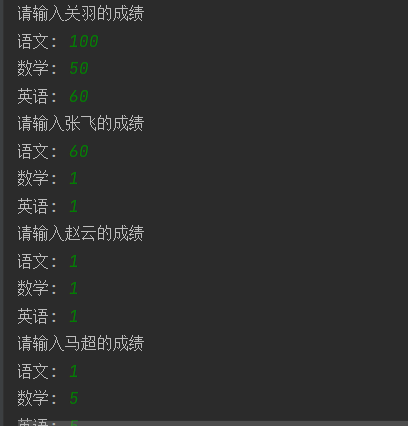 请输入关羽的成绩
语文: 100
数学: 50
英语: 60
请输入张飞的成绩
语文: 60
数学: 1
英语: 1
请输入赵云的成绩
语文: 1
数学: 1
英语: 1
请输入马超的成绩
语文: 1
数学: 5
英语: 5